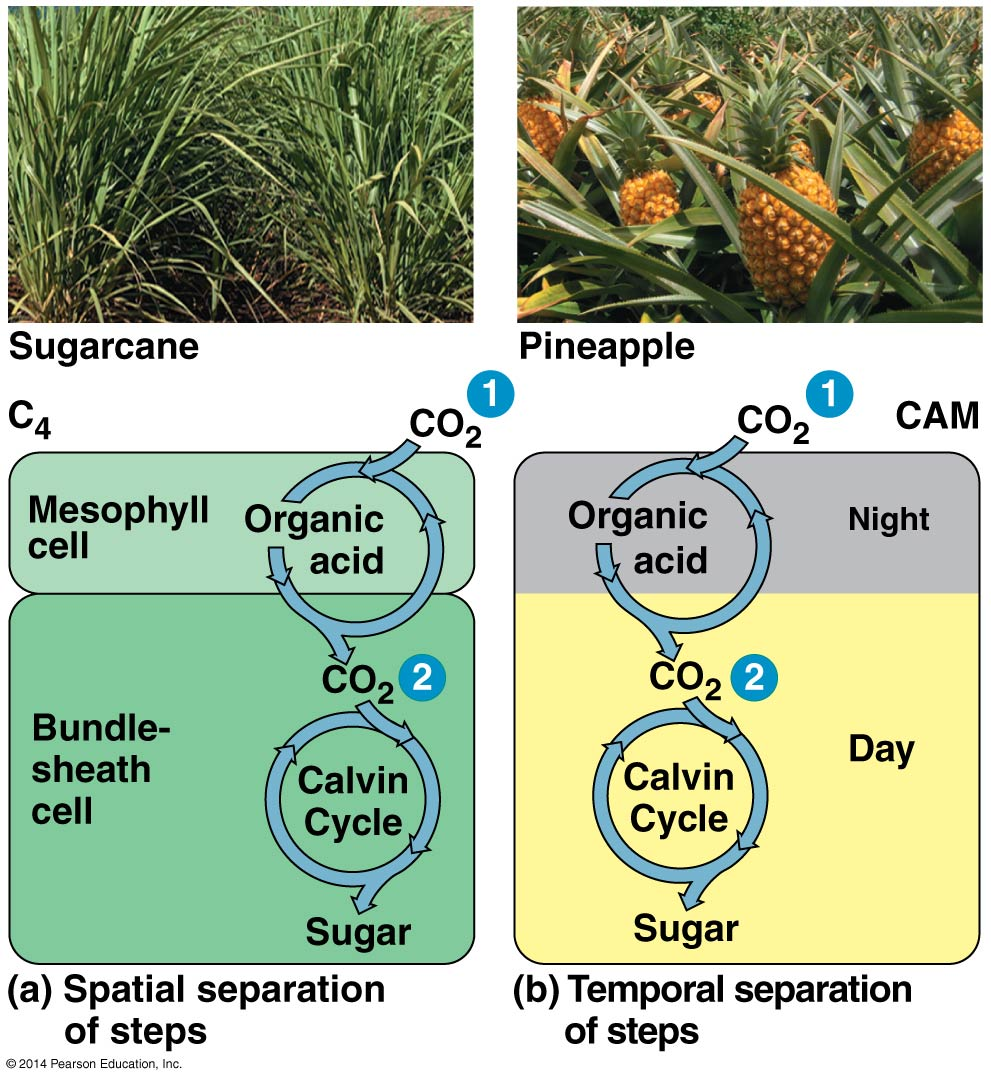 Sugarcane
Pineapple
C₄
CO₂ 1
Mesophyll
cell
Organic
acid
CO₂ 2
Bundle-
sheath
cell
Calvin
Cycle
Sugar
(a) Spatial separation
of steps
CO₂ 1
CAM
Organic
acid
Night
CO₂ 2
Day
Calvin
Cycle
Sugar
(b) Temporal separation
of steps
© 2014 Pearson Education, Inc.